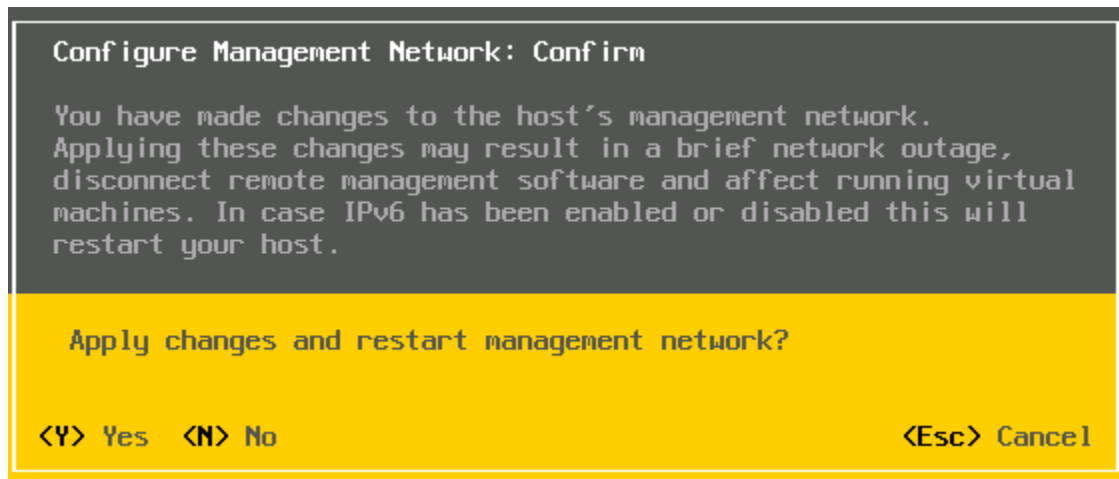 Configure Management Network: Confirm
You have made changes to the host's management network.
Applying these changes may result in a brief network outage,
disconnect remote management software and affect running virtual
machines. In case IPv6 has been enabled or disabled this will
restart your host.
Apply changes and restart management network?
<Y> Yes <N> No <Esc> Cancel